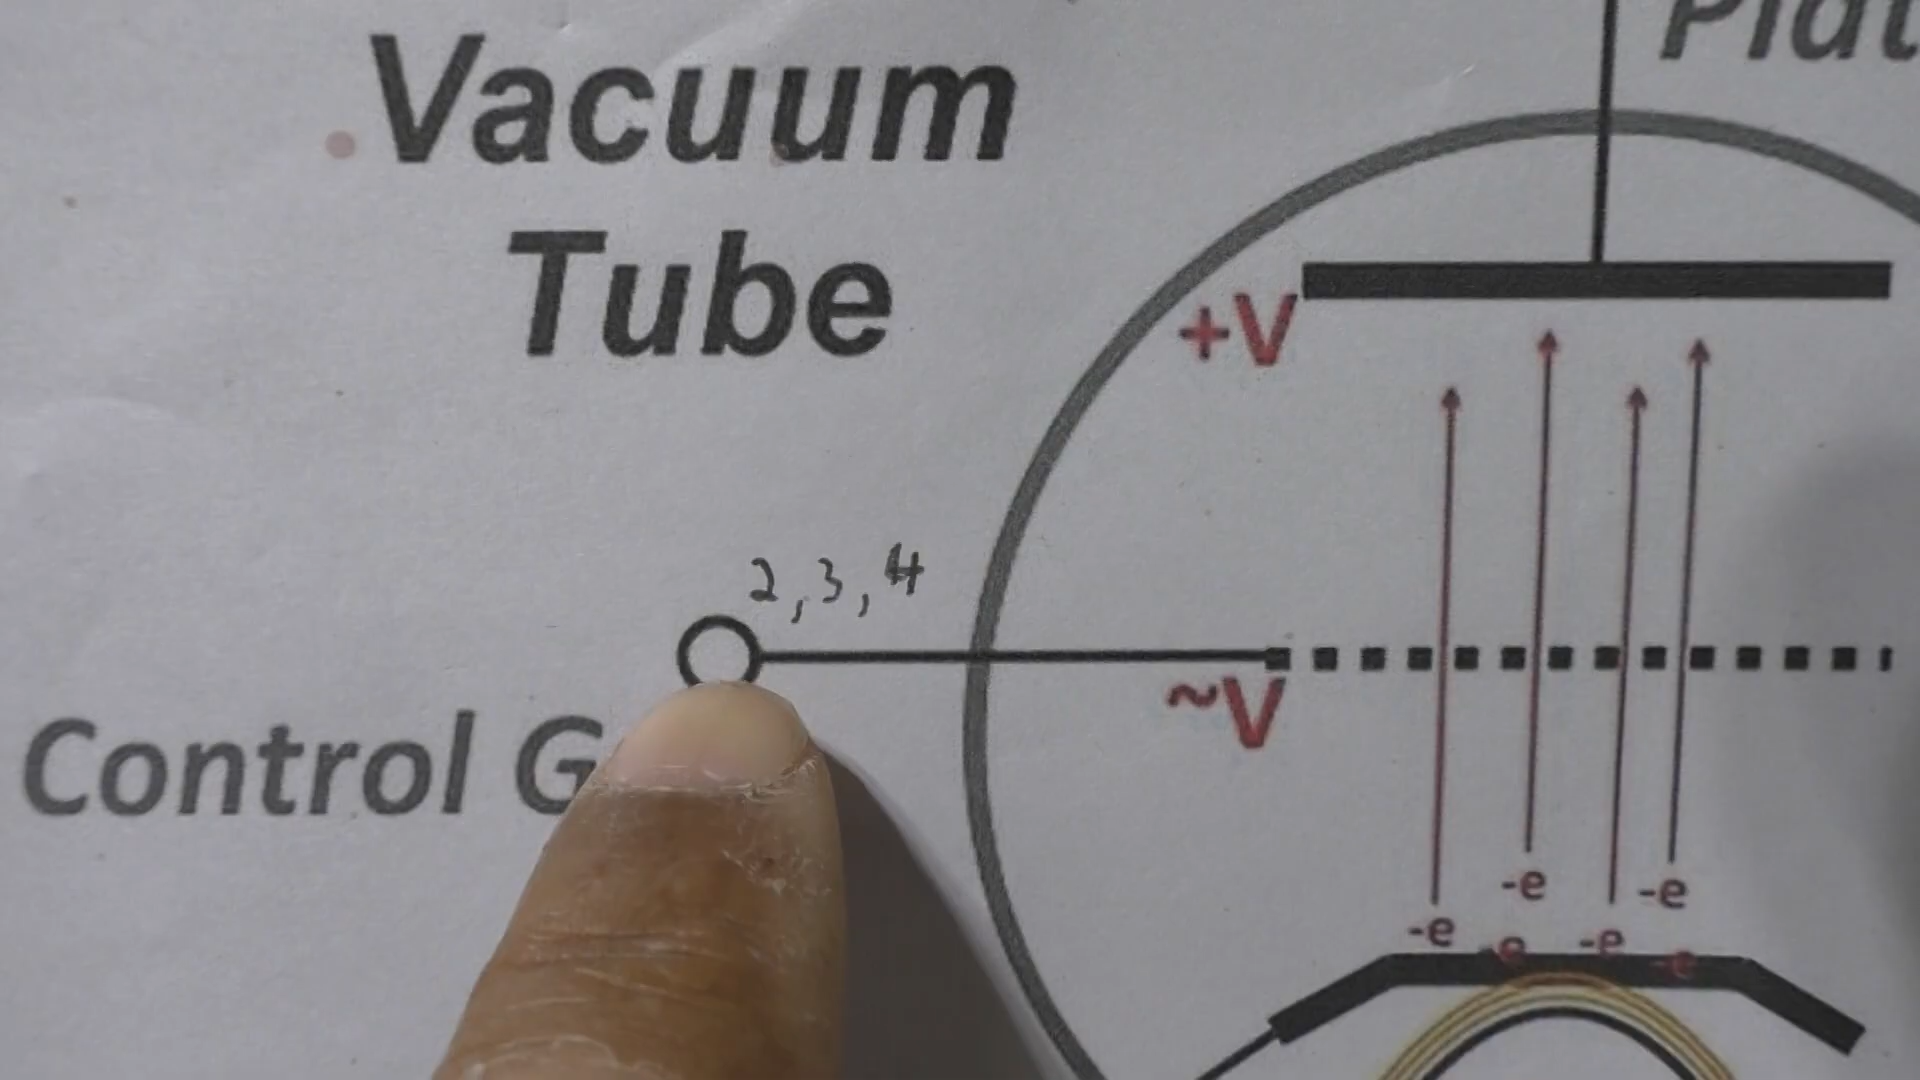 Vacuum
Tube
+V
2, 3, 4
~V
Control
-e -e
-e -e -e -e